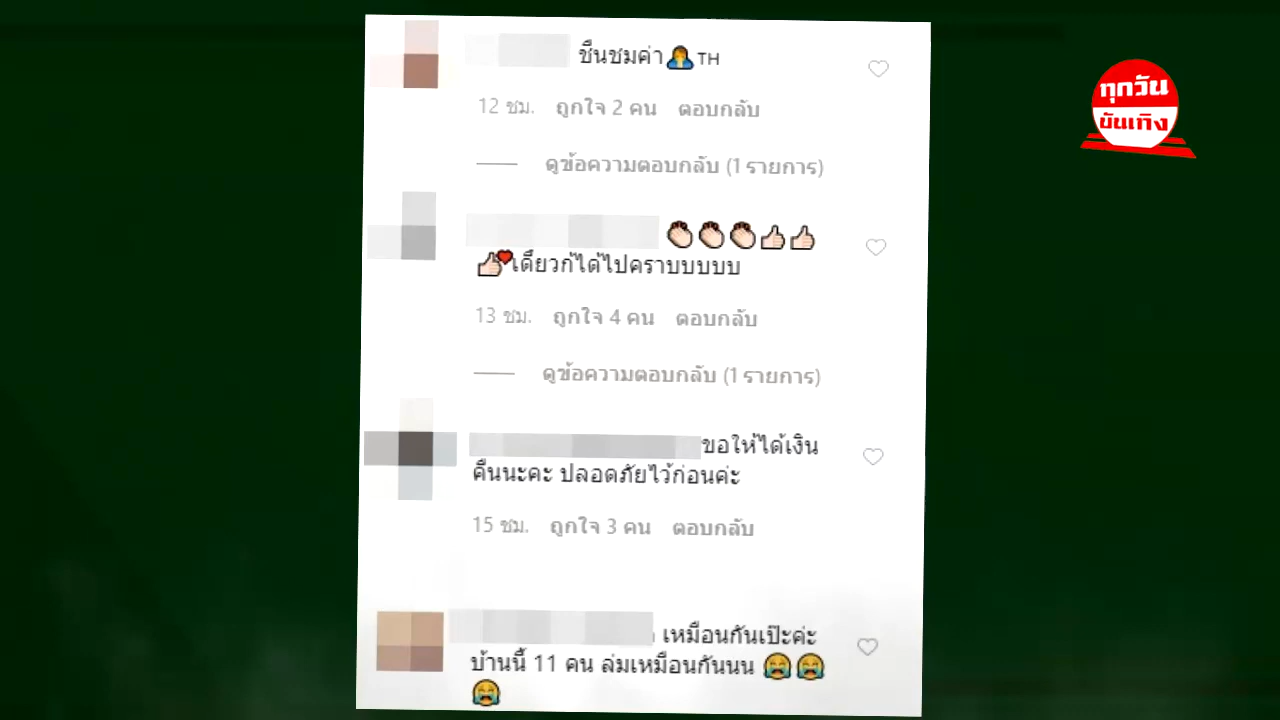 ชื่นชมค่า🤦‍♂️TH
12 ชม. ถูกใจ 2 คน ตอบกลับ
ดูข้อความตอบกลับ (1 รายการ)
👏🏻👏🏻👏🏻👍🏻👍🏻
👍🏻❤️เดี๋ยวก็ได้ไปคราบบบบบ
13 ชม. ถูกใจ 4 คน ตอบกลับ
ดูข้อความตอบกลับ (1 รายการ)
ขอให้ได้เงิน
คืนนะคะ ปลอดภัยไว้ก่อนค่ะ
15 ชม. ถูกใจ 3 คน ตอบกลับ
เหมือนกันเป๊ะค่ะ
บ้านนี้ 11 คน ล่มเหมือนกันนน 😭😭
😭
ทุกวัน
บันเทิง